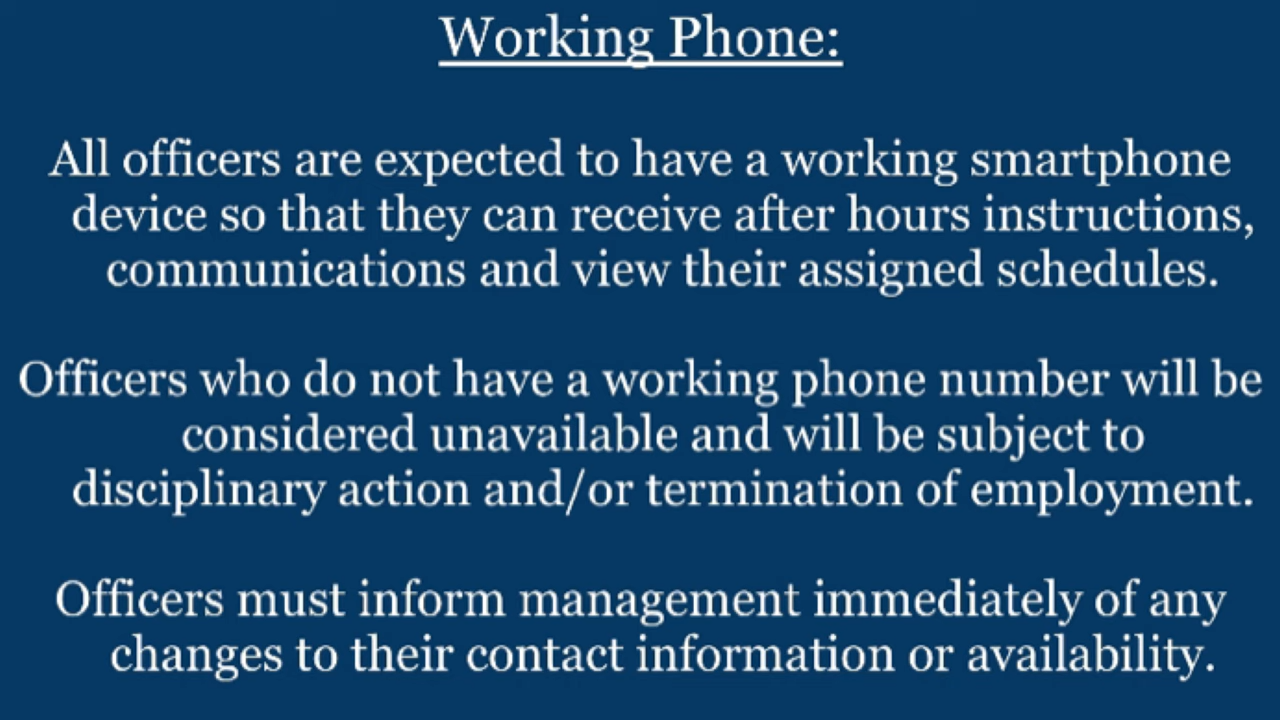 Working Phone:
All officers are expected to have a working smartphone
device so that they can receive after hours instructions,
communications and view their assigned schedules.
Officers who do not have a working phone number will be
considered unavailable and will be subject to
disciplinary action and/or termination of employment.
Officers must inform management immediately of any
changes to their contact information or availability.